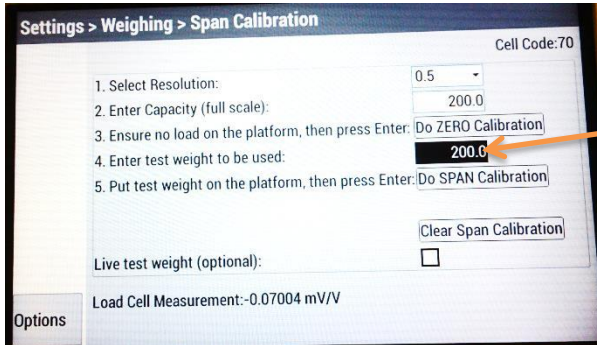 Settings > Weighing > Span Calibration
Cell Code:70
1. Select Resolution: 0.5
2. Enter Capacity (full scale): 200.0
3. Ensure no load on the platform, then press Enter: Do ZERO Calibration
4. Enter test weight to be used: 200.0
5. Put test weight on the platform, then press Enter: Do SPAN Calibration
Clear Span Calibration
Live test weight (optional):
Load Cell Measurement:-0.07004 mV/V
Options